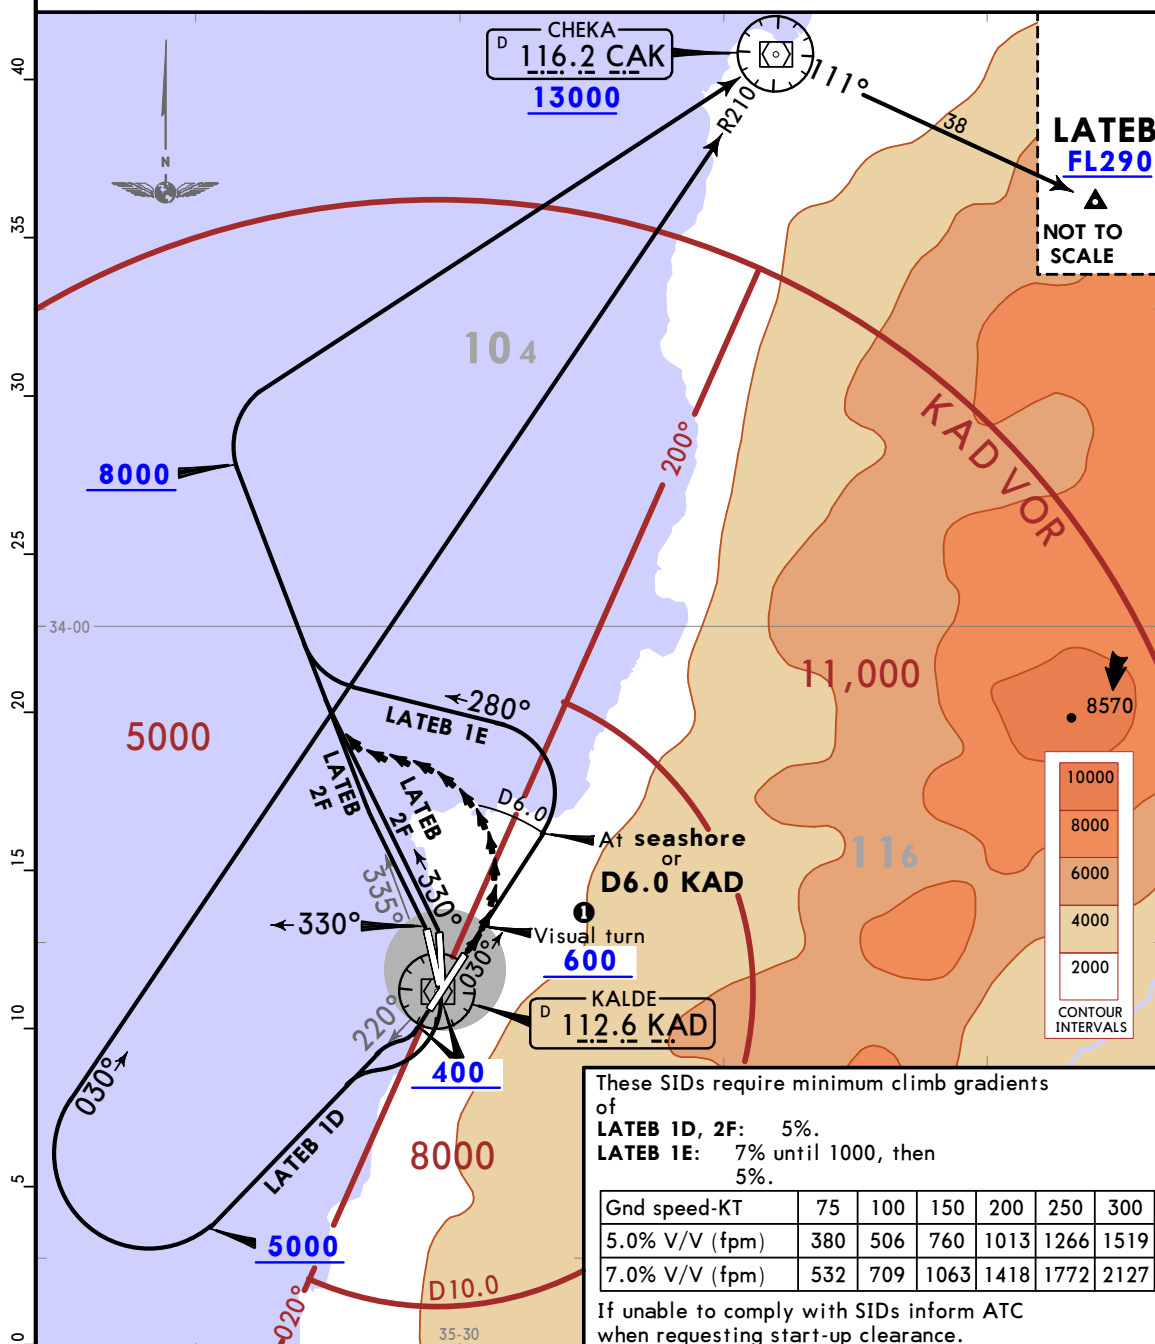 CHEKA
D 116.2 CAK
13000
111°
38
R210
LATEB
FL290
NOT TO
SCALE
N
40
35
30
25
20
15
10
5
0
104
KAD VOR
200°
8000
34-00
5000
11,000
8570
280°
LATEB 1E
LATEB
2F
LATEB
2F
D6.0
At seashore
or
D6.0 KAD
116
335°
330°
330°
1
Visual turn
600
030°
KALDE
D 112.6 KAD
220°
400
030°
LATEB 1D
8000
5000
D10.0
020°
35-30
10000
8000
6000
4000
2000
CONTOUR
INTERVALS
These SIDs require minimum climb gradients
of
LATEB 1D, 2F: 5%.
LATEB 1E: 7% until 1000, then
5%.
Gnd speed-KT 75 100 150 200 250 300
5.0% V/V (fpm) 380 506 760 1013 1266 1519
7.0% V/V (fpm) 532 709 1063 1418 1772 2127
If unable to comply with SIDs inform ATC
when requesting start-up clearance.